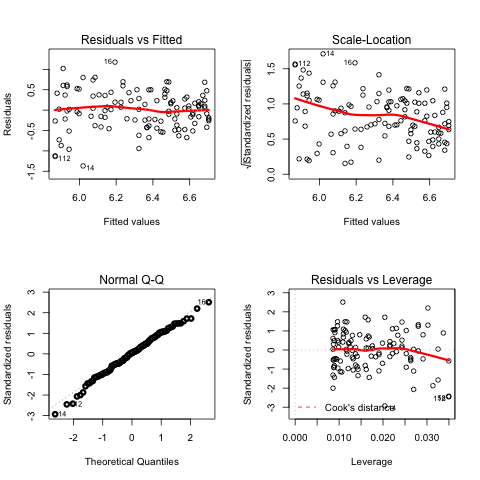 Residuals vs Fitted
Residuals
0.5
-0.5
-1.5
16
112
14
6.0 6.2 6.4 6.6
Fitted values
Scale-Location
√|Standardized residuals|
1.5
1.0
0.5
0.0
14
16
112
6.0 6.2 6.4 6.6
Fitted values
Normal Q-Q
Standardized residuals
3
2
1
0
-1
-2
-3
16
14
-2 -1 0 1 2
Theoretical Quantiles
Residuals vs Leverage
Standardized residuals
3
2
1
0
-1
-2
-3
Cook's distance
0.000 0.010 0.020 0.030
Leverage